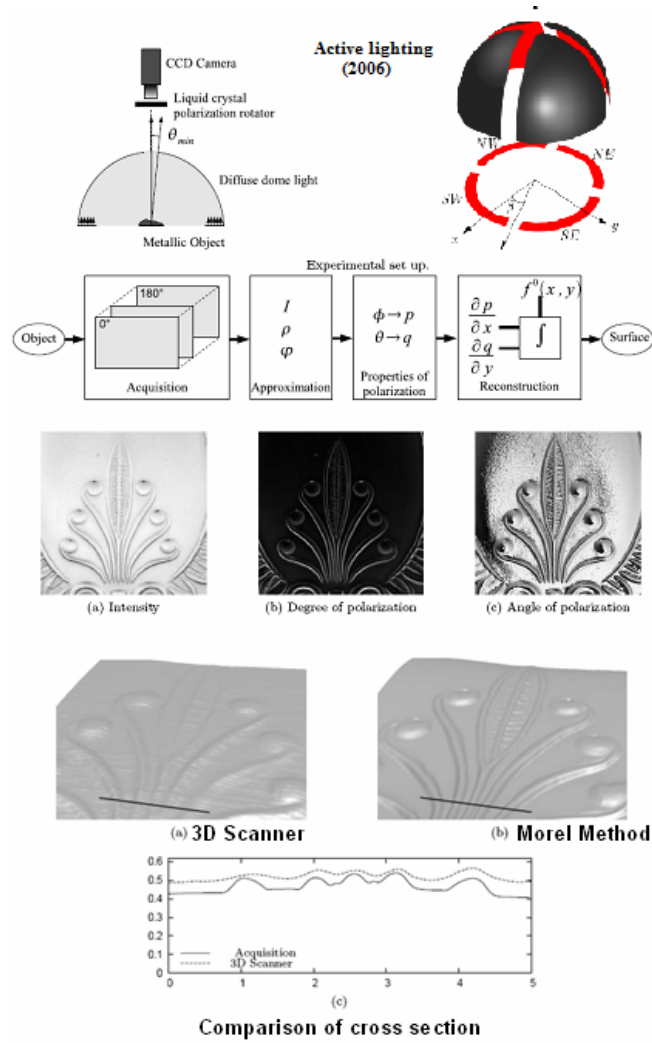 CCD Camera
Liquid crystal
polarization rotator
θmin
Diffuse dome light
Metallic Object
Active lighting
(2006)
NW
NE
SW
SE
x
y
Experimental set up.
Object
180°
0°
Acquisition
I
ρ
φ
Approximation
ϕ→p
θ→q
Properties of
polarization
f⁰(x, y)
∂p
∂x
∂q
∂y
∫
Reconstruction
Surface
(a) Intensity
(b) Degree of polarization
(c) Angle of polarization
(a) 3D Scanner
(b) Morel Method
0.6
0.5
0.4
0.3
0.2
0.1
0
Acquisition
3D Scanner
0 1 2 3 4 5
(c)
Comparison of cross section